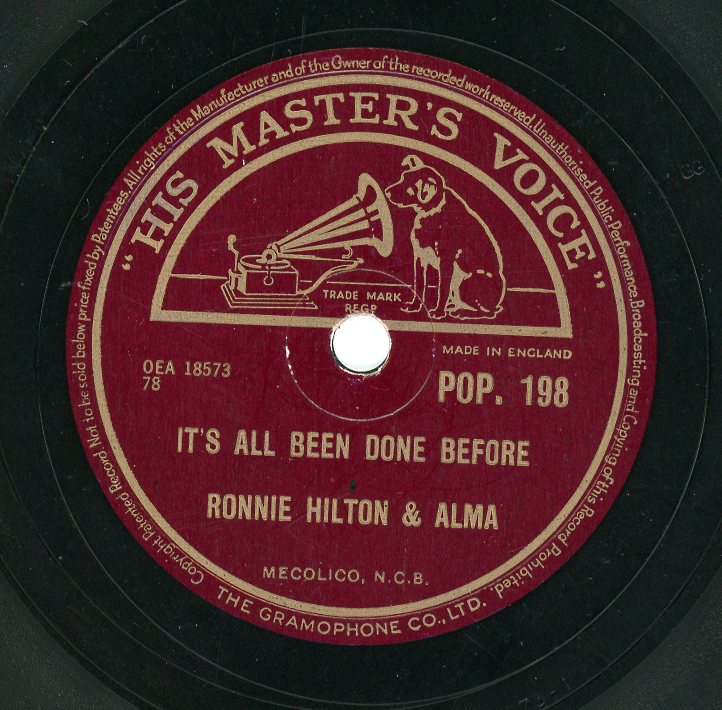 Copyright Patented Record. Not to be sold below price fixed by Patentees. All rights of the Manufacturer and of the Owner of the recorded work reserved. Unauthorised Public Performance. Broadcasting and Copying of this Record Prohibited.
"HIS MASTER'S VOICE"
TRADE MARK
REGD
MADE IN ENGLAND
OEA 18573
78
POP. 198
IT'S ALL BEEN DONE BEFORE
RONNIE HILTON & ALMA
MECOLICO, N.C.B.
THE GRAMOPHONE CO., LTD.